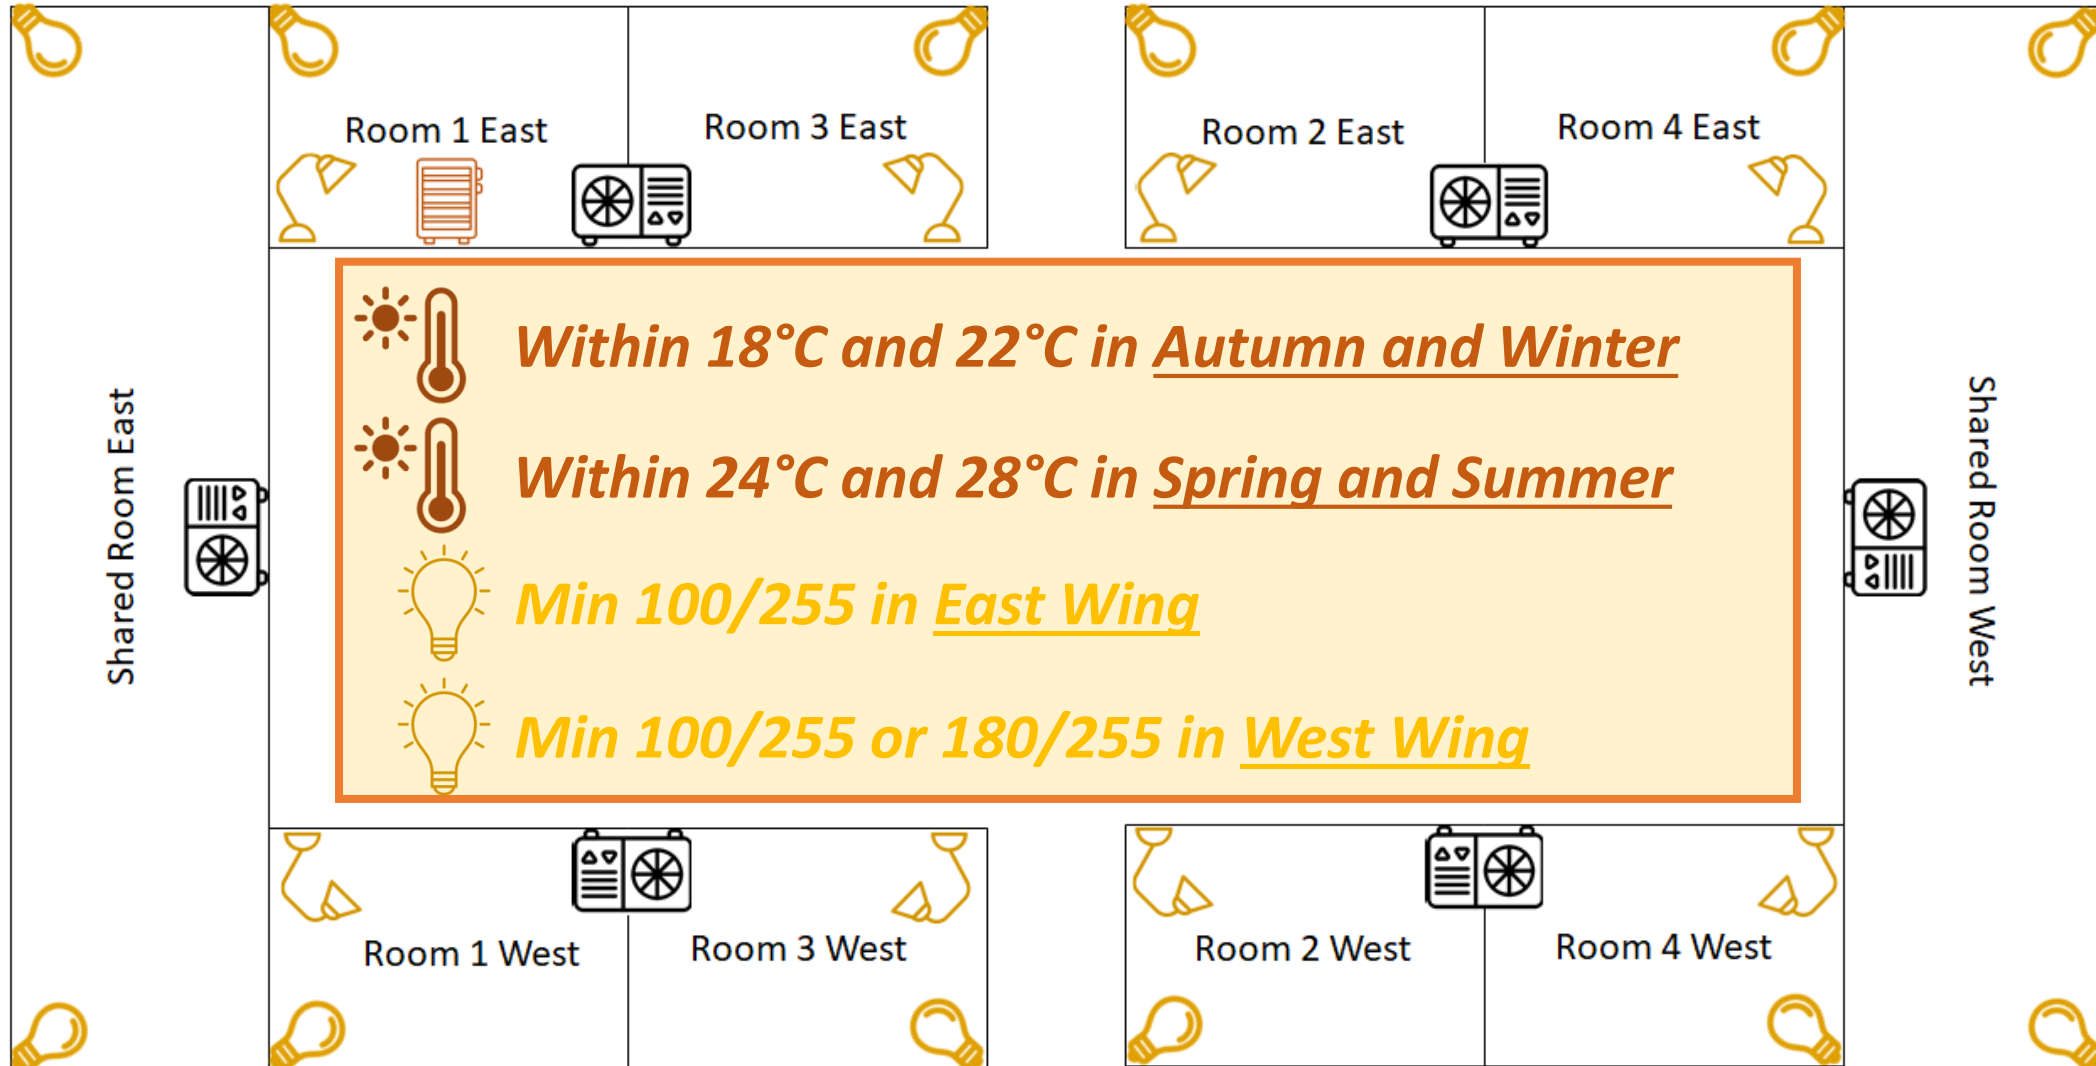 Room 1 East
Room 3 East
Room 2 East
Room 4 East
Shared Room East
Within 18°C and 22°C in Autumn and Winter
Within 24°C and 28°C in Spring and Summer
Min 100/255 in East Wing
Min 100/255 or 180/255 in West Wing
Shared Room West
Room 1 West
Room 3 West
Room 2 West
Room 4 West